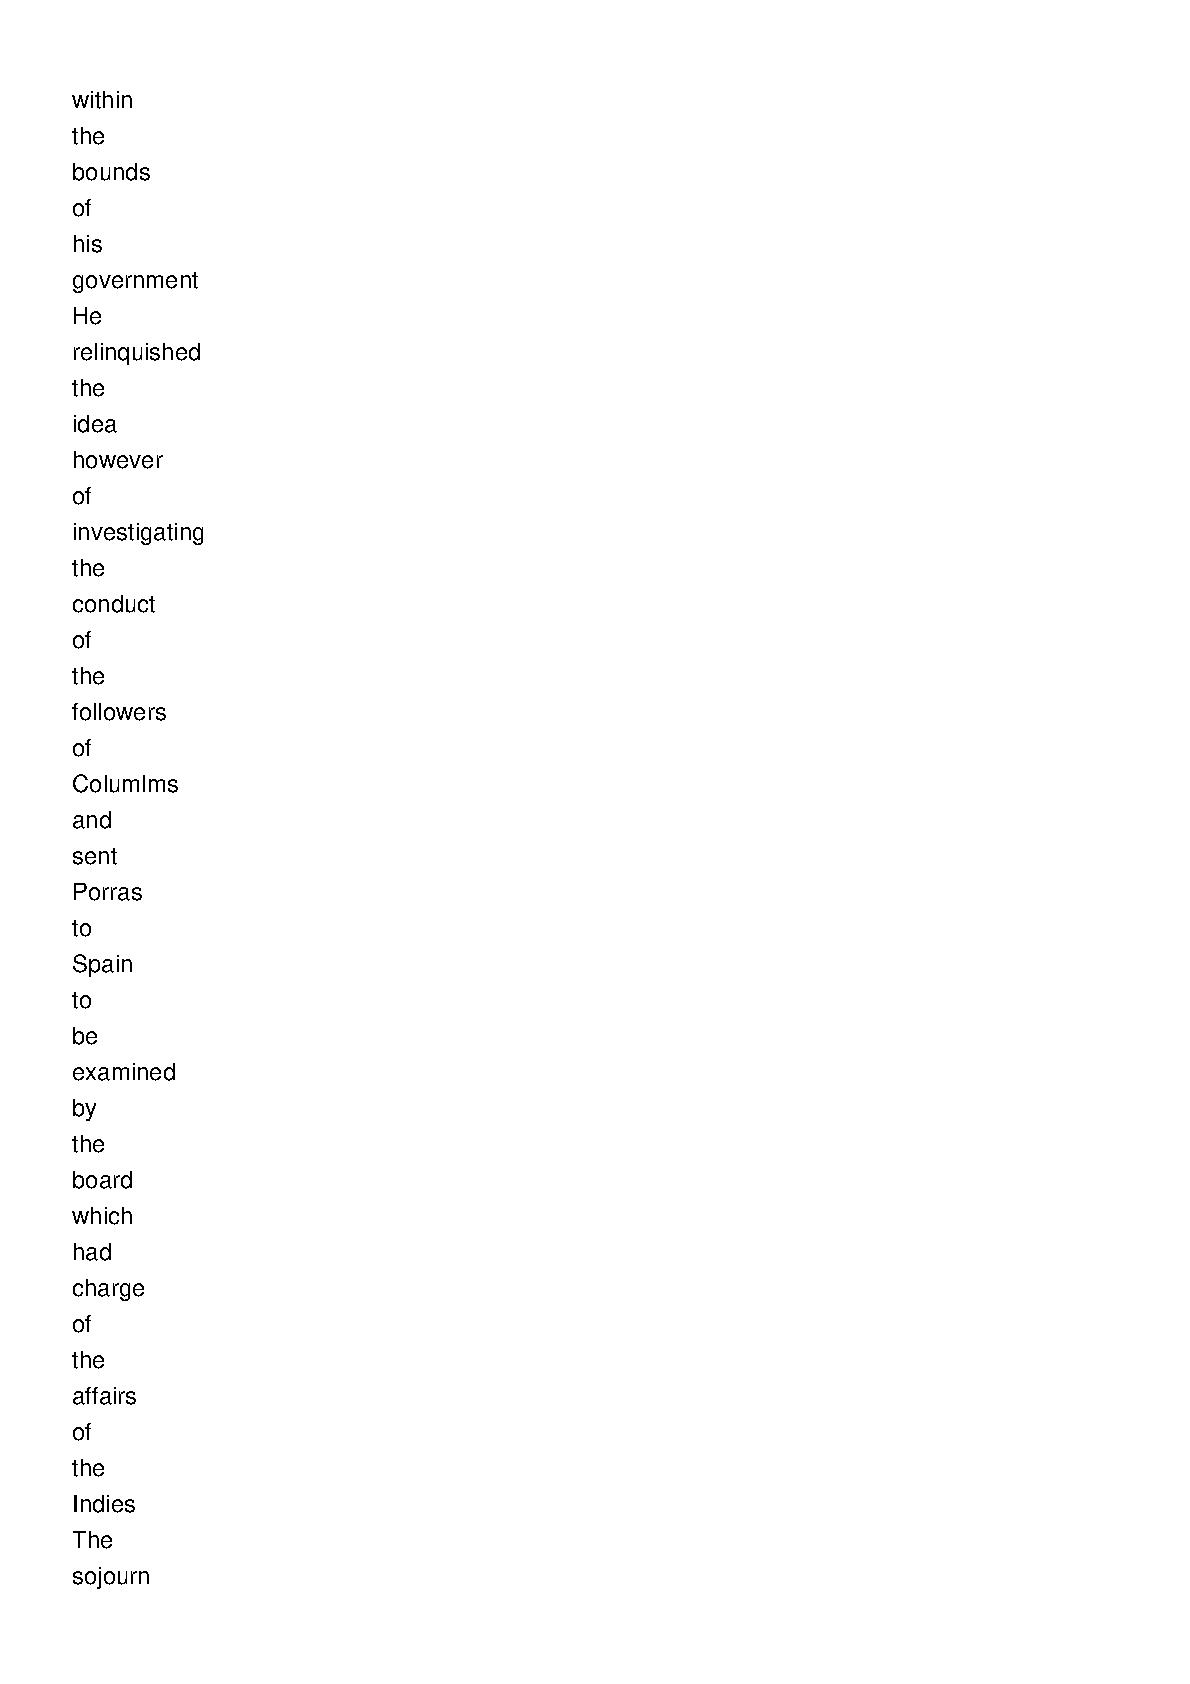 within
the
bounds
of
his
government
He
relinquished
the
idea
however
of
investigating
the
conduct
of
the
followers
of
Columlms
and
sent
Porras
to
Spain
to
be
examined
by
the
board
which
had
charge
of
the
affairs
of
the
Indies
The
sojourn